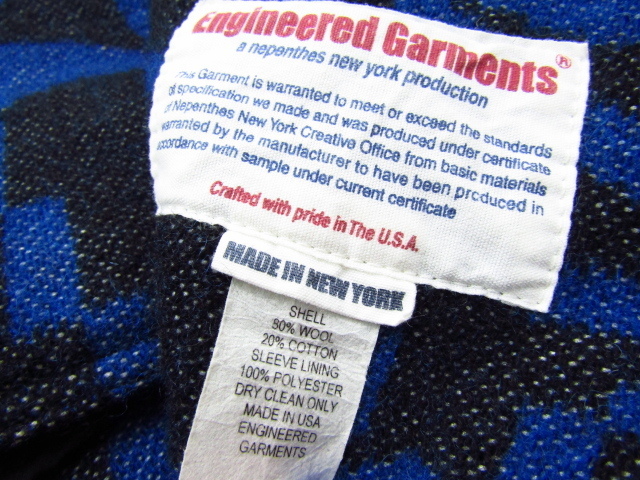 Engineered Garments®
a nepenthes new york production
This Garment is warranted to meet or exceed the standards
of specification we made and was produced under certificate
of Nepenthes New York Creative Office from basic materials
warranted by the manufacturer to have been produced in
accordance with sample under current certificate
Crafted with pride in The U.S.A.
MADE IN NEW YORK
SHELL
80% WOOL
20% COTTON
SLEEVE LINING
100% POLYESTER
DRY CLEAN ONLY
MADE IN USA
ENGINEERED
GARMENTS